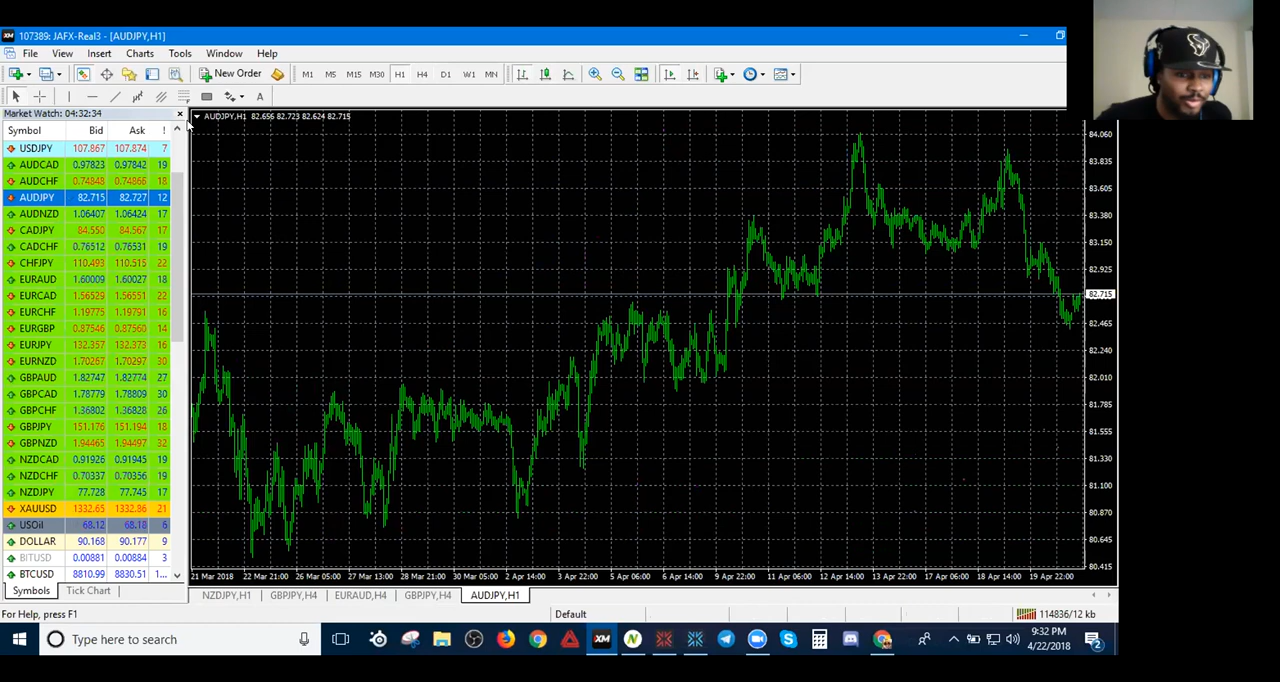 107389: JAFX-Real3 - [AUDJPY,H1]
File View Insert Charts Tools Window Help
New Order M1 M5 M15 M30 H1 H4 D1 W1 MN
A
Market Watch: 04:32:34
Symbol Bid Ask !
USDJPY 107.867 107.874 7
AUDCAD 0.97823 0.97842 19
AUDCHF 0.74848 0.74866 18
AUDJPY 82.715 82.727 12
AUDNZD 1.06407 1.06424 17
CADJPY 84.550 84.567 17
CADCHF 0.76512 0.76531 19
CHFJPY 110.493 110.515 22
EURAUD 1.60009 1.60027 18
EURCAD 1.56529 1.56551 22
EURCHF 1.19775 1.19791 16
EURGBP 0.87546 0.87560 14
EURJPY 132.357 132.373 16
EURNZD 1.70267 1.70297 30
GBPAUD 1.82747 1.82774 27
GBPCAD 1.78779 1.78809 30
GBPCHF 1.36802 1.36828 26
GBPJPY 151.176 151.194 18
GBPNZD 1.94465 1.94497 32
NZDCAD 0.91926 0.91945 19
NZDCHF 0.70337 0.70356 19
NZDJPY 77.728 77.745 17
XAUUSD 1332.65 1332.86 21
USOil 68.12 68.18 6
DOLLAR 90.168 90.177 9
BITUSD 0.00881 0.00884 3
BTCUSD 8810.99 8830.51 1...
Symbols Tick Chart
AUDJPY,H1 82.656 82.723 82.624 82.715
84.060
83.835
83.605
83.380
83.150
82.925
82.715
82.465
82.240
82.010
81.785
81.555
81.330
81.100
80.870
80.645
80.415
21 Mar 2018 22 Mar 21:00 26 Mar 05:00 27 Mar 13:00 28 Mar 21:00 30 Mar 05:00 2 Apr 14:00 3 Apr 22:00 5 Apr 06:00 6 Apr 14:00 9 Apr 22:00 11 Apr 06:00 12 Apr 14:00 13 Apr 22:00 17 Apr 06:00 18 Apr 14:00 19 Apr 22:00
NZDJPY,H1 GBPJPY,H4 EURAUD,H4 GBPJPY,H4 AUDJPY,H1
For Help, press F1 Default 114836/12 kb
Type here to search
XM
N
9:32 PM
4/22/2018
2